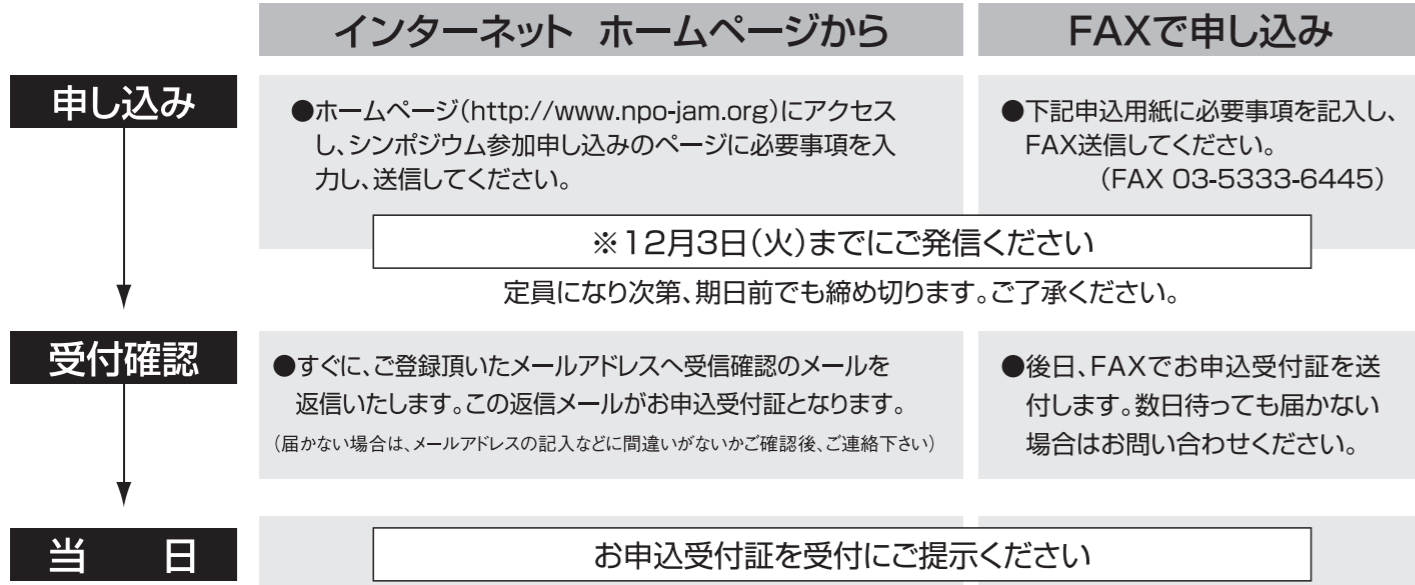 インターネット ホームページから
FAXで申し込み
申し込み
●ホームページ(http://www.npo-jam.org)にアクセス
し、シンポジウム参加申し込みのページに必要事項を入
力し、送信してください。
●下記申込用紙に必要事項を記入し、
FAX送信してください。
(FAX 03-5333-6445)
※12月3日(火)までにご発信ください
定員になり次第、期日前でも締め切ります。ご了承ください。
受付確認
●すぐに、ご登録頂いたメールアドレスへ受信確認のメールを
返信いたします。この返信メールがお申込受付証となります。
(届かない場合は、メールアドレスの記入などに間違いがないかご確認後、ご連絡下さい)
●後日、FAXでお申込受付証を送
付します。数日待っても届かない
場合はお問い合わせください。
当 日
お申込受付証を受付にご提示ください